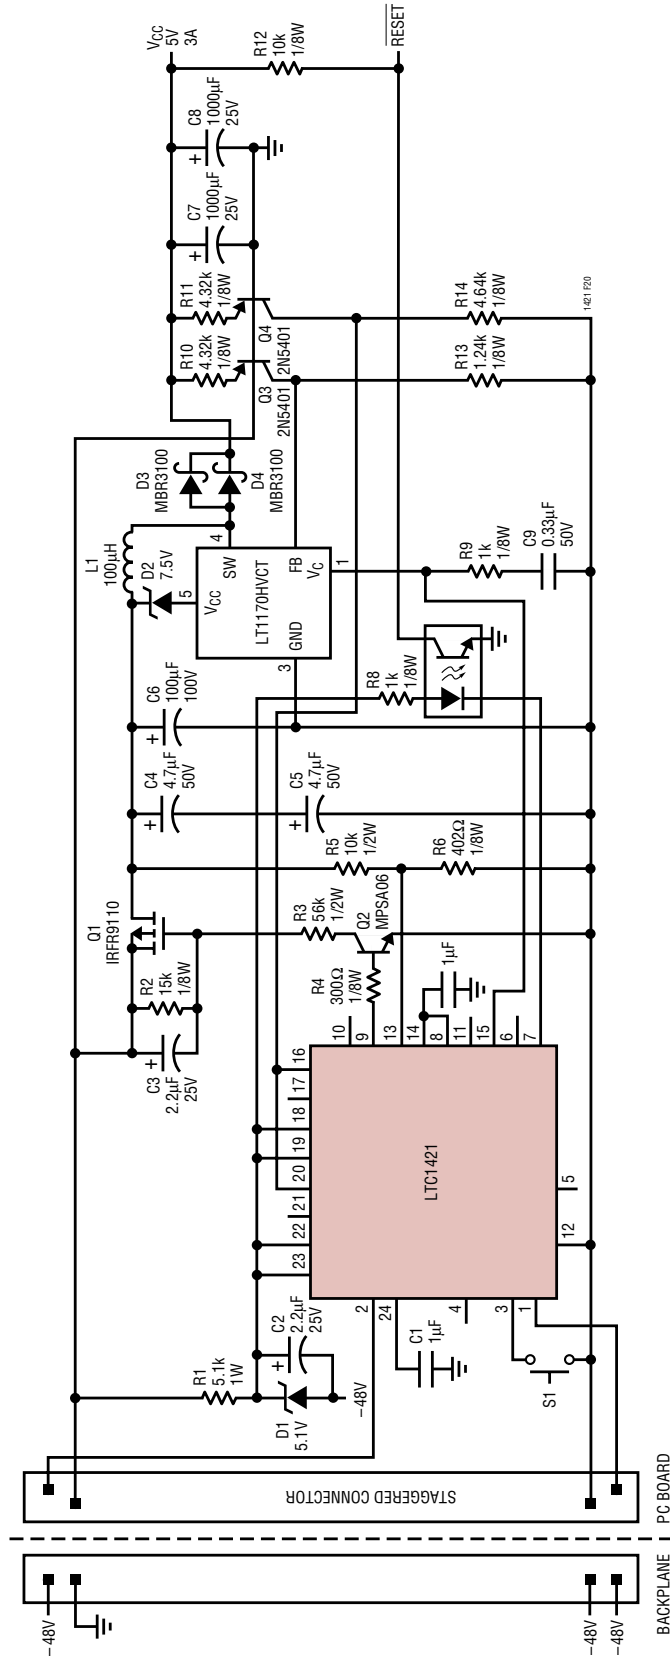 BACKPLANE
PC BOARD
–48V
–48V
–48V
STAGGERED CONNECTOR
R1
5.1k
1W
D1
5.1V
C2
2.2µF
25V
+
–48V
C1
1µF
S1
LTC1421
23
22
21
20
19
18
17
16
2
24
4
3
1
12
5
10
9
13
14
8
11
15
6
7
C3
2.2µF
25V
+
R2
15k
1/8W
Q1
IRFR9110
R3
56k
1/2W
R4
300Ω
1/8W
Q2
MPSA06
1µF
R5
10k
1/2W
R6
402Ω
1/8W
C4
4.7µF
50V
+
C5
4.7µF
50V
+
C6
100µF
100V
+
R8
1k
1/8W
L1
100µH
D2
7.5V
5
VCC
SW
4
LT1170HVCT
GND
3
FB
VC
1
D3
MBR3100
D4
MBR3100
R9
1k
1/8W
C9
0.33µF
50V
R10
4.32k
1/8W
R11
4.32k
1/8W
Q3
2N5401
Q4
2N5401
R13
1.24k
1/8W
R14
4.64k
1/8W
C7
1000µF
25V
+
C8
1000µF
25V
+
VCC
5V
3A
R12
10k
1/8W
RESET
1421 F20